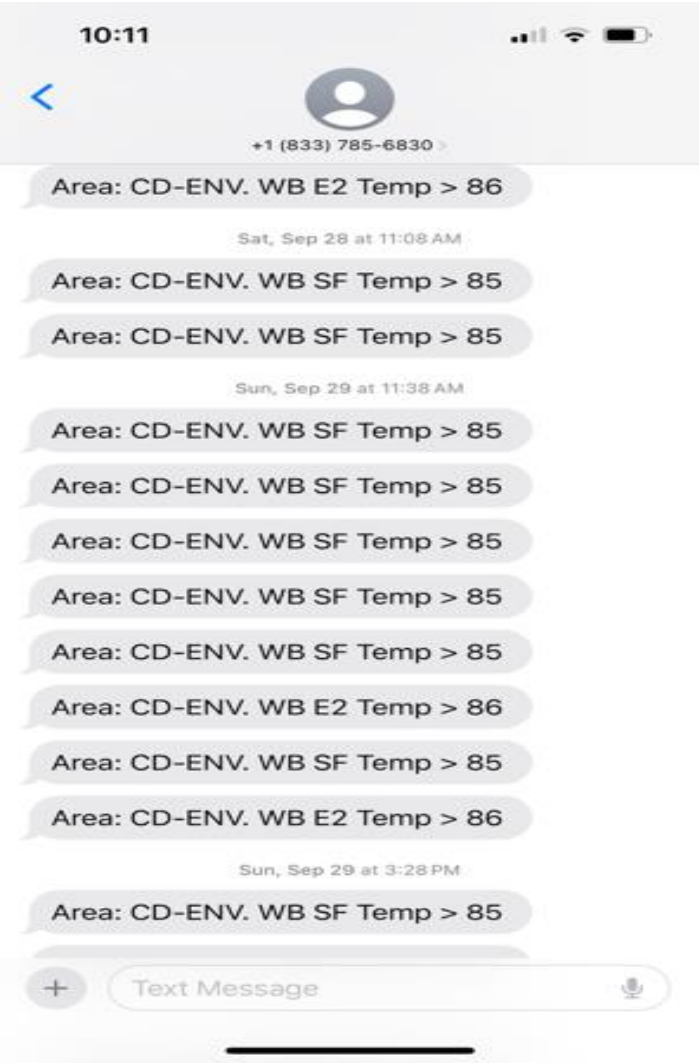 10:11
+1 (833) 785-6830
Area: CD-ENV. WB E2 Temp > 86
Sat, Sep 28 at 11:08 AM
Area: CD-ENV. WB SF Temp > 85
Area: CD-ENV. WB SF Temp > 85
Sun, Sep 29 at 11:38 AM
Area: CD-ENV. WB SF Temp > 85
Area: CD-ENV. WB SF Temp > 85
Area: CD-ENV. WB SF Temp > 85
Area: CD-ENV. WB SF Temp > 85
Area: CD-ENV. WB SF Temp > 85
Area: CD-ENV. WB E2 Temp > 86
Area: CD-ENV. WB SF Temp > 85
Area: CD-ENV. WB E2 Temp > 86
Sun, Sep 29 at 3:28 PM
Area: CD-ENV. WB SF Temp > 85
Text Message